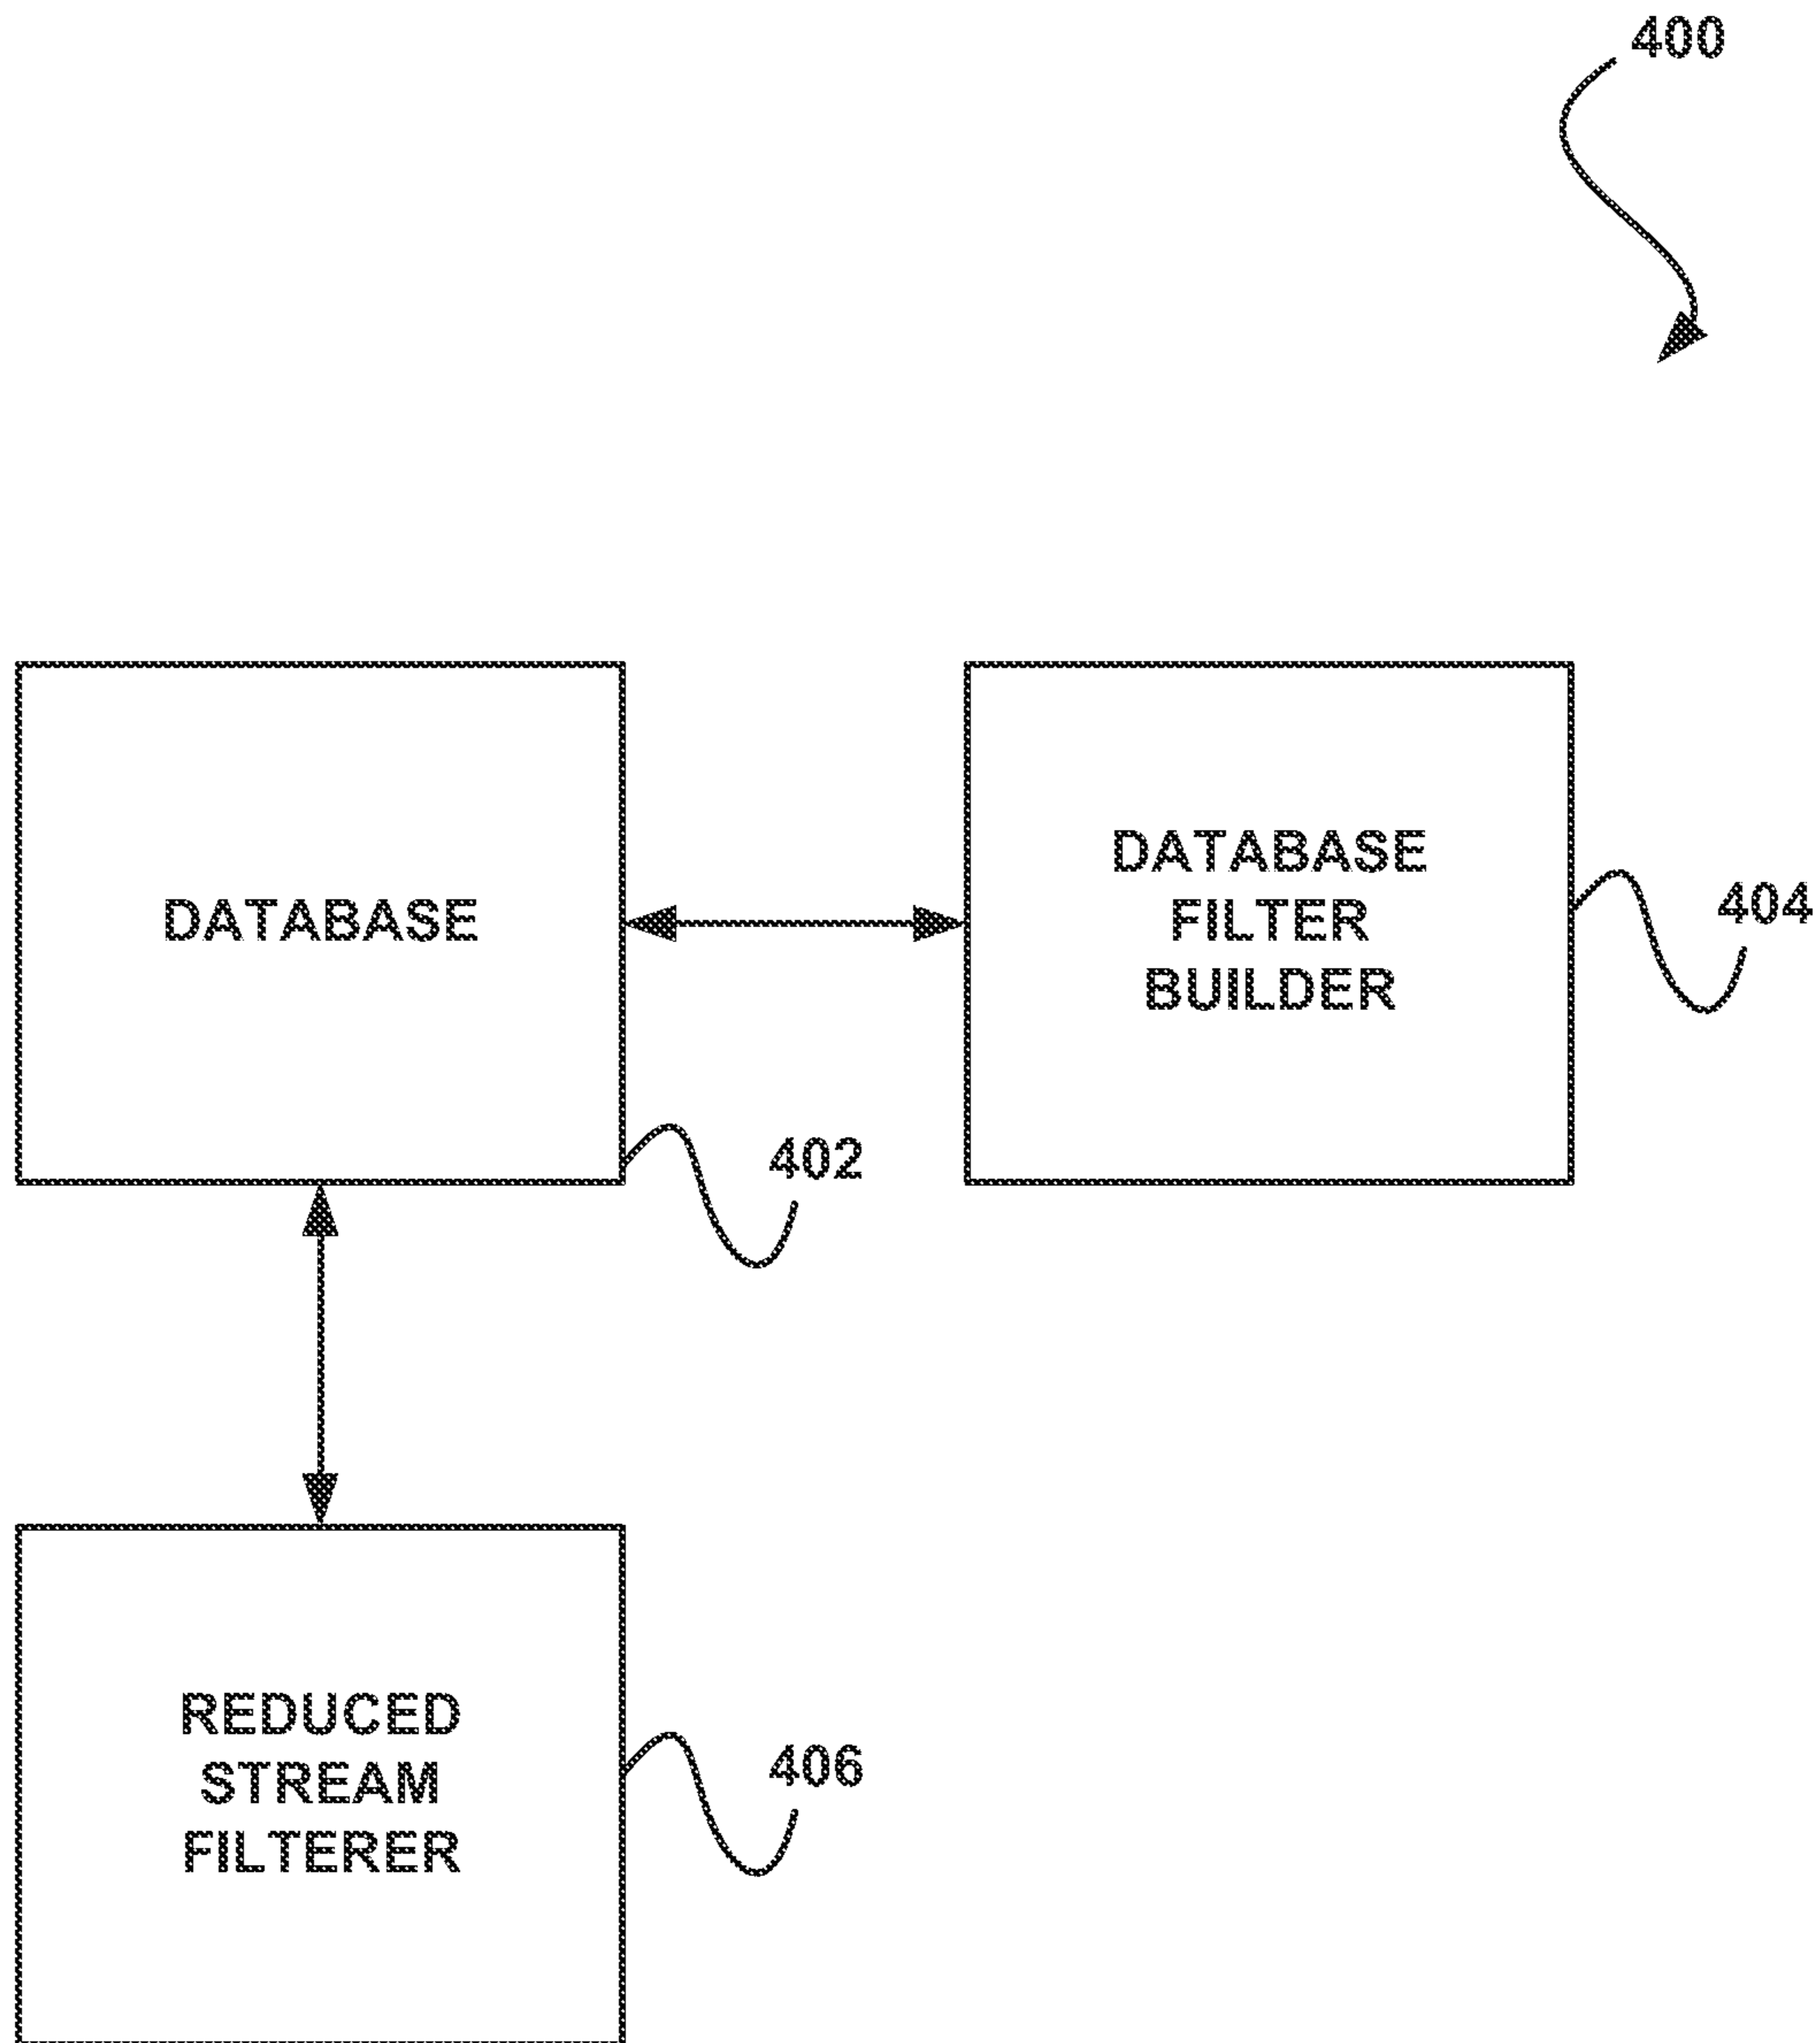 400
DATABASE
DATABASE
FILTER
BUILDER
404
402
REDUCED
STREAM
FILTERER
406